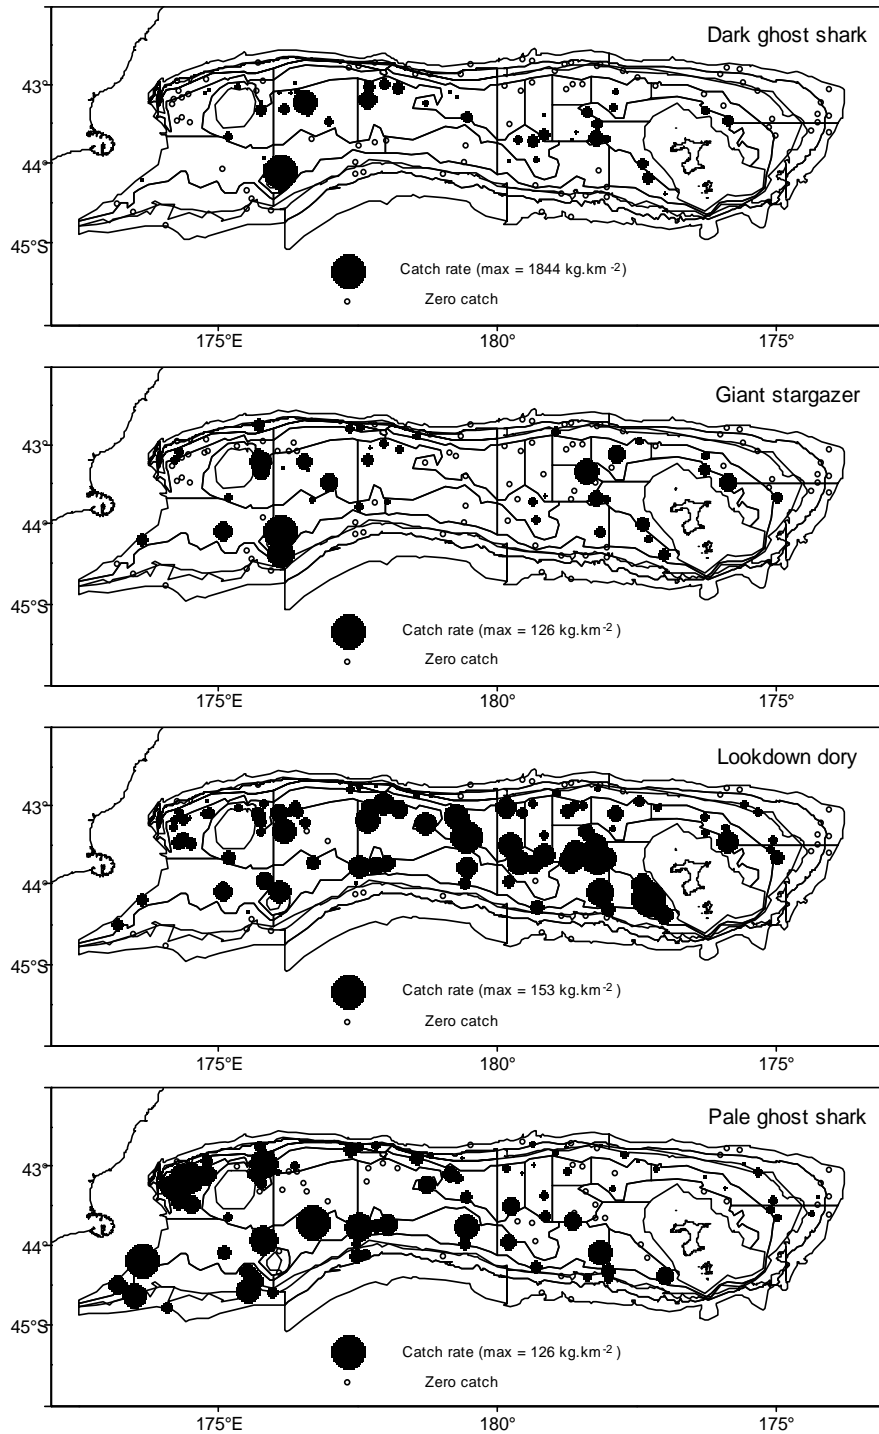 Dark ghost shark
43°
44°
45°S
Catch rate (max = 1844 kg.km-2)
Zero catch
175°E 180° 175°
Giant stargazer
43°
44°
45°S
Catch rate (max = 126 kg.km-2)
Zero catch
175°E 180° 175°
Lookdown dory
43°
44°
45°S
Catch rate (max = 153 kg.km-2)
Zero catch
175°E 180° 175°
Pale ghost shark
43°
44°
45°S
Catch rate (max = 126 kg.km-2)
Zero catch
175°E 180° 175°